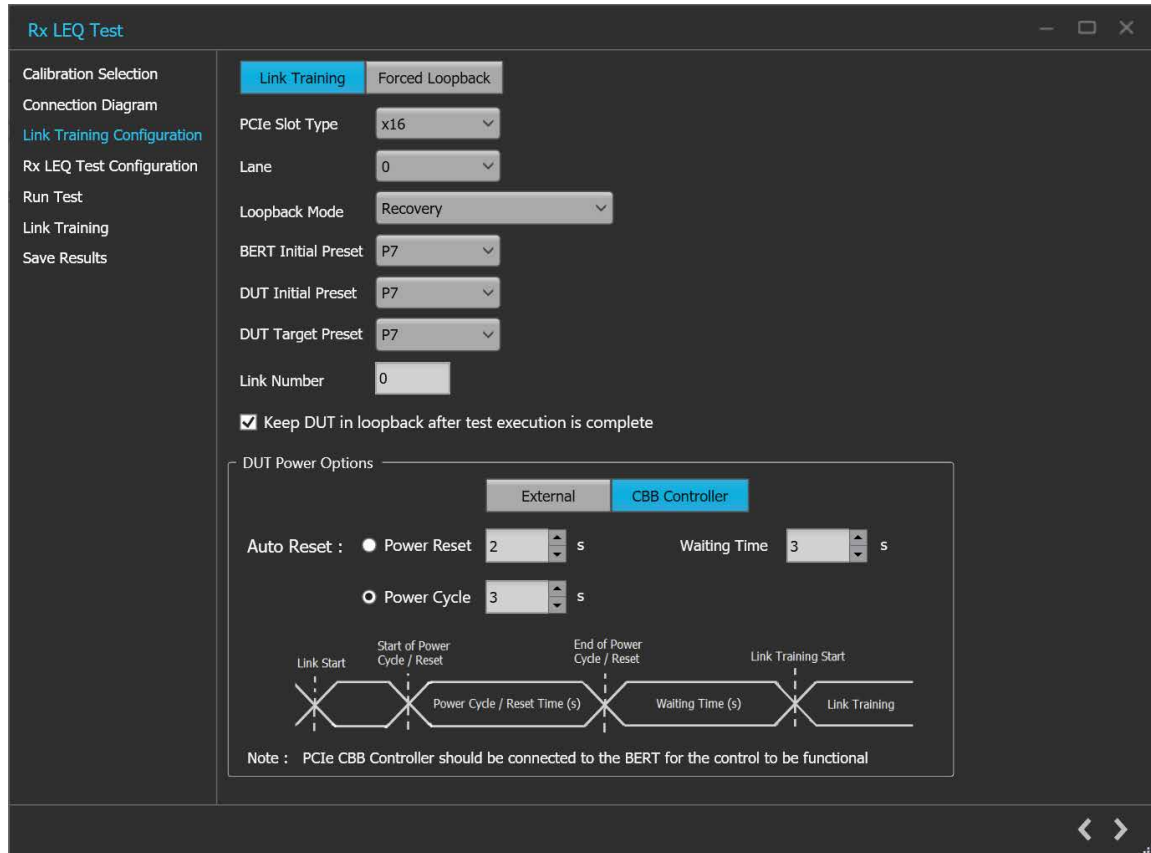 Rx LEQ Test
Calibration Selection
Connection Diagram
Link Training Configuration
Rx LEQ Test Configuration
Run Test
Link Training
Save Results
Link Training Forced Loopback
PCIe Slot Type x16
Lane 0
Loopback Mode Recovery
BERT Initial Preset P7
DUT Initial Preset P7
DUT Target Preset P7
Link Number 0
Keep DUT in loopback after test execution is complete
DUT Power Options
External CBB Controller
Auto Reset : Power Reset 2 s Waiting Time 3 s
Power Cycle 3 s
Link Start
Start of Power
Cycle / Reset
End of Power
Cycle / Reset
Link Training Start
Power Cycle / Reset Time (s) Waiting Time (s) Link Training
Note : PCIe CBB Controller should be connected to the BERT for the control to be functional